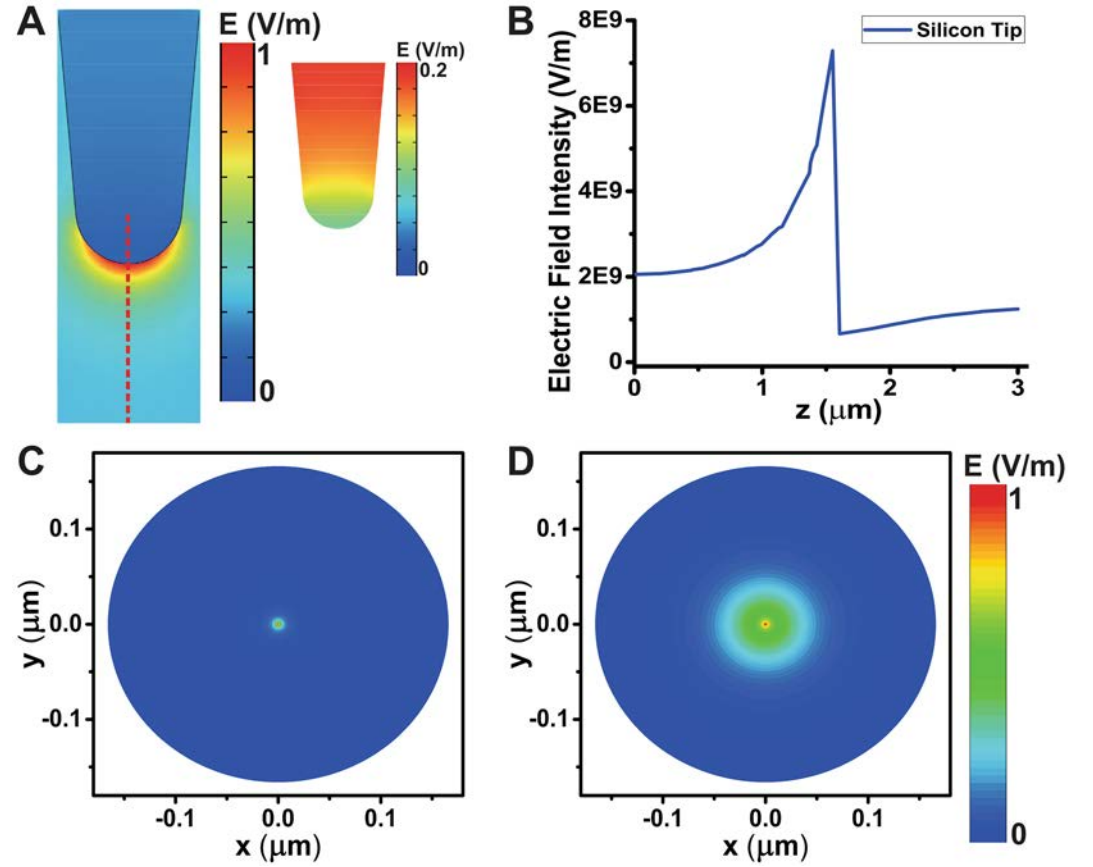 A
E (V/m)
1
0
E (V/m)
0.2
0
B
Electric Field Intensity (V/m)
8E9
6E9
4E9
2E9
0
Silicon Tip
0 1 2 3
z (μm)
C
y (μm)
0.1
0.0
-0.1
-0.1 0.0 0.1
x (μm)
D
y (μm)
0.1
0.0
-0.1
-0.1 0.0 0.1
x (μm)
E (V/m)
1
0